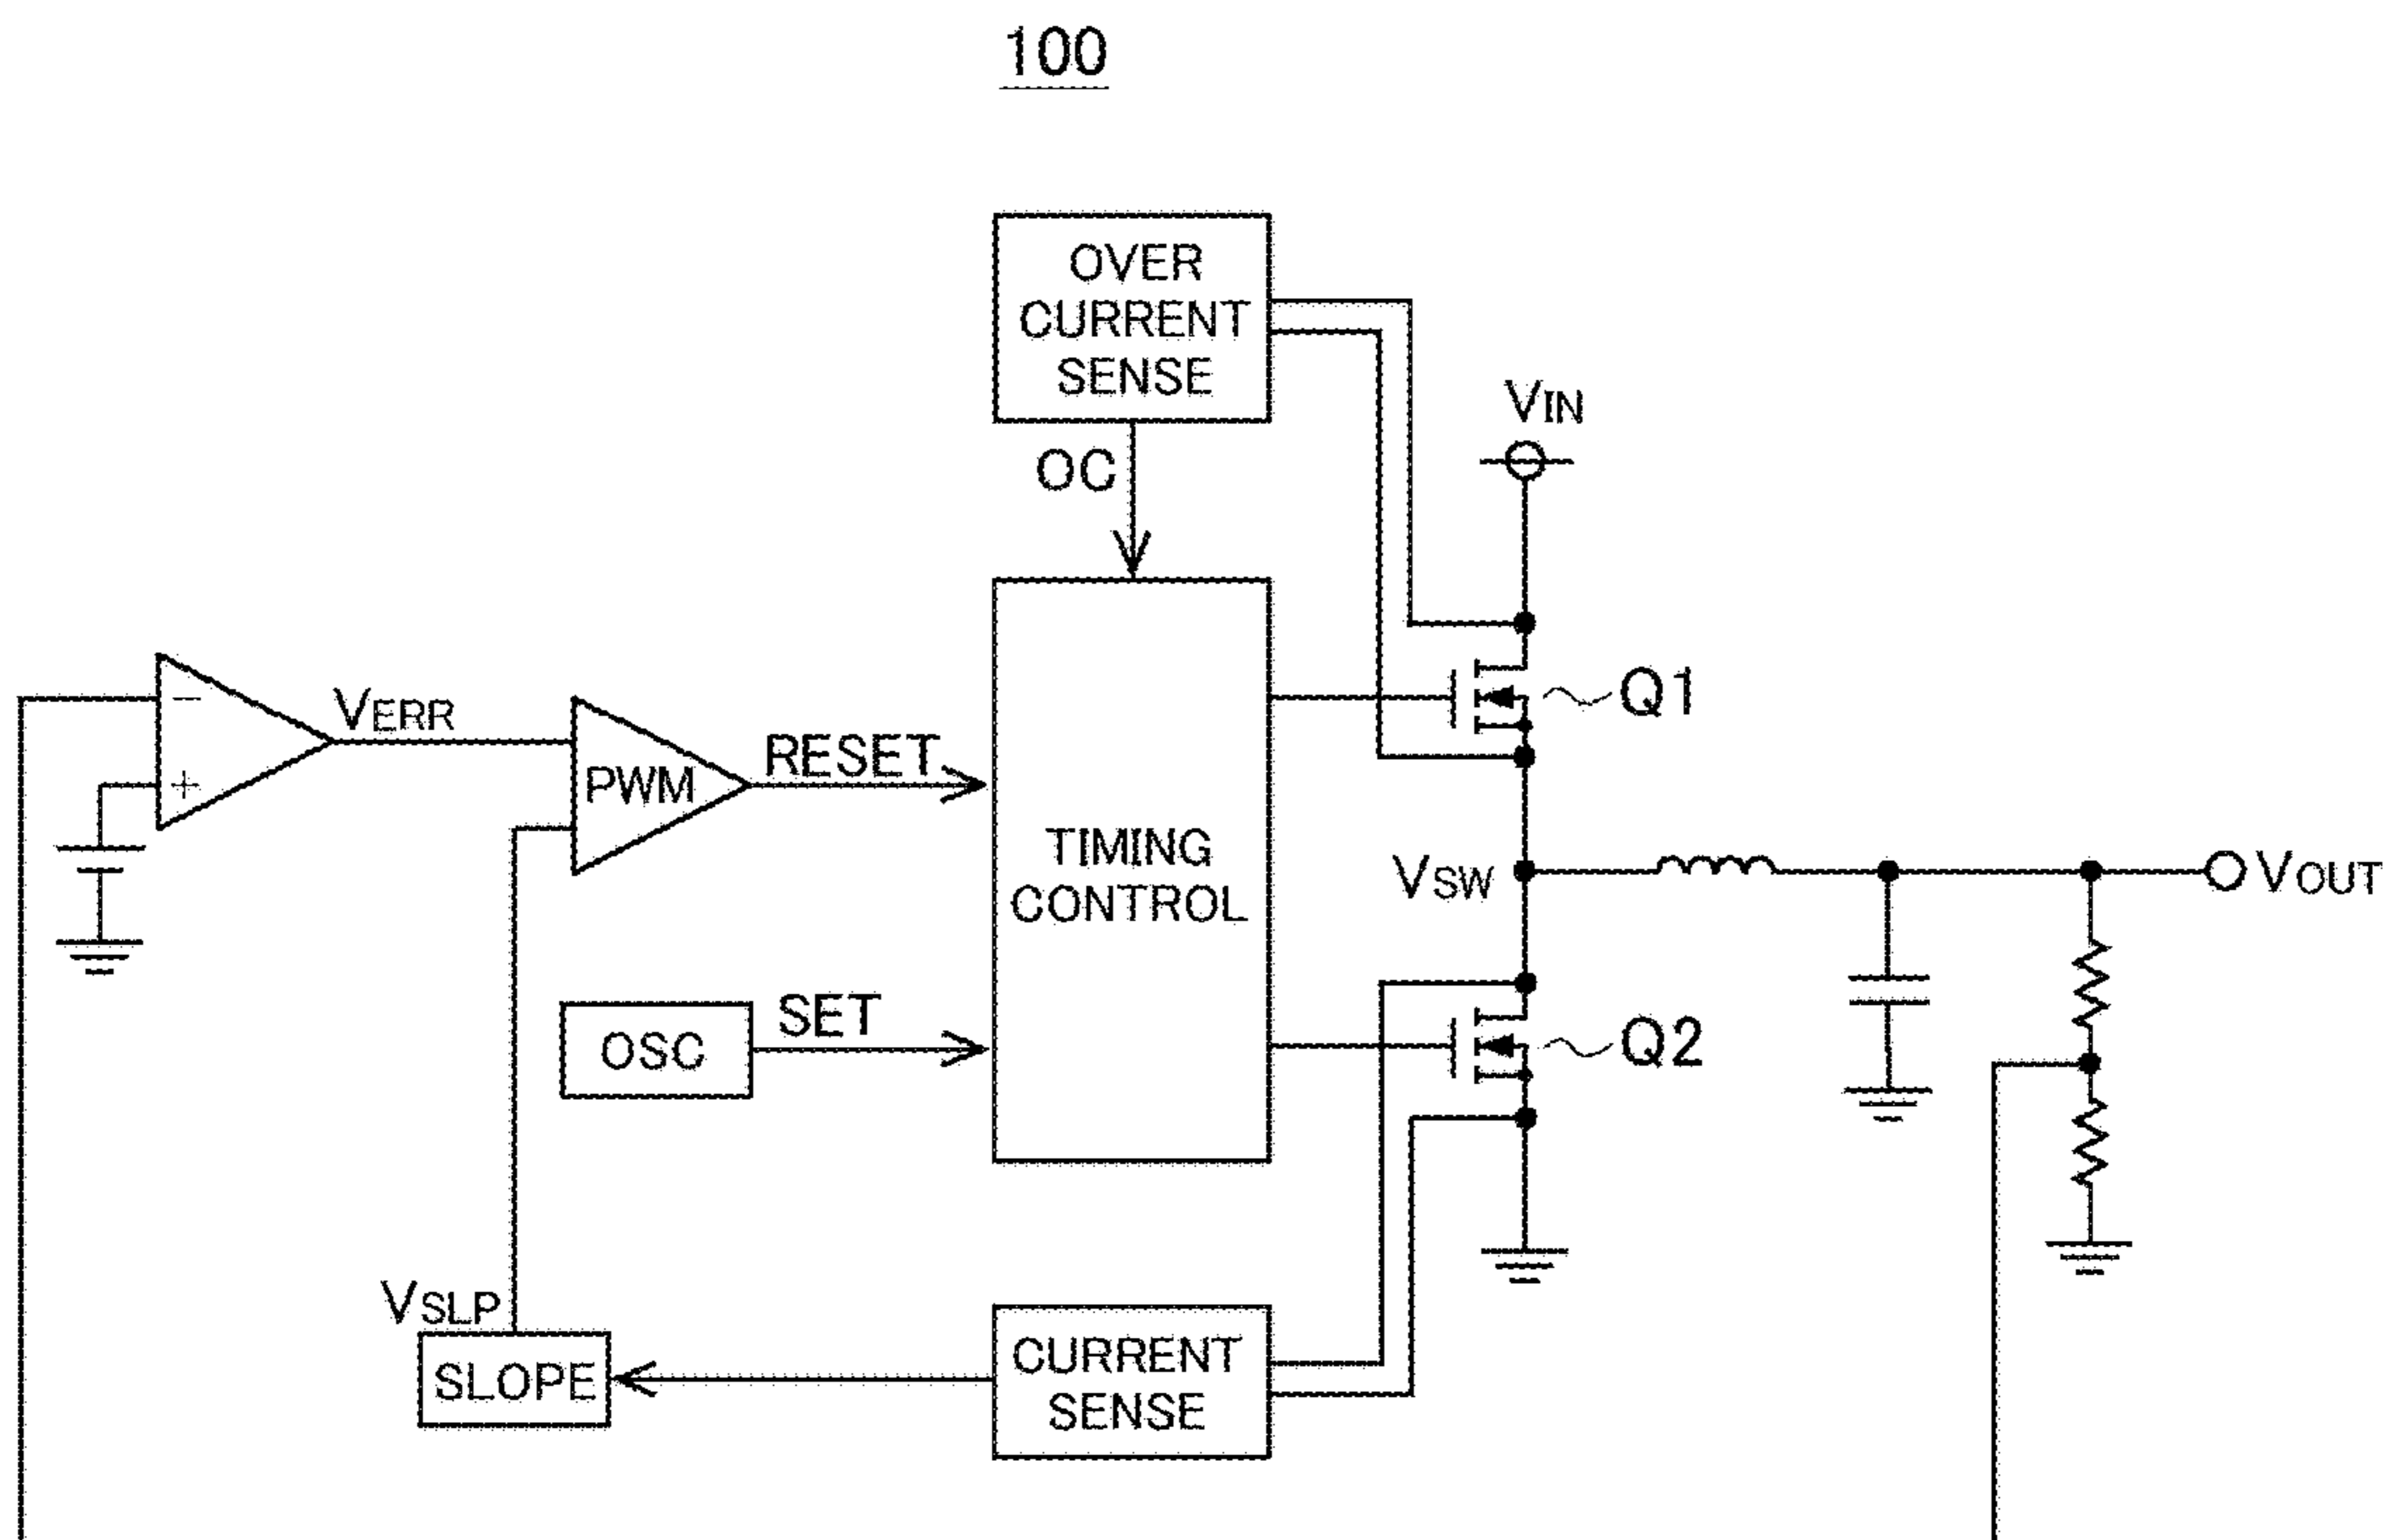 100
OVER
CURRENT
SENSE
VIN
OC
Q1
VERR
−
+
PWM
RESET
TIMING
CONTROL
VSW
VOUT
OSC
SET
Q2
VSLP
SLOPE
CURRENT
SENSE